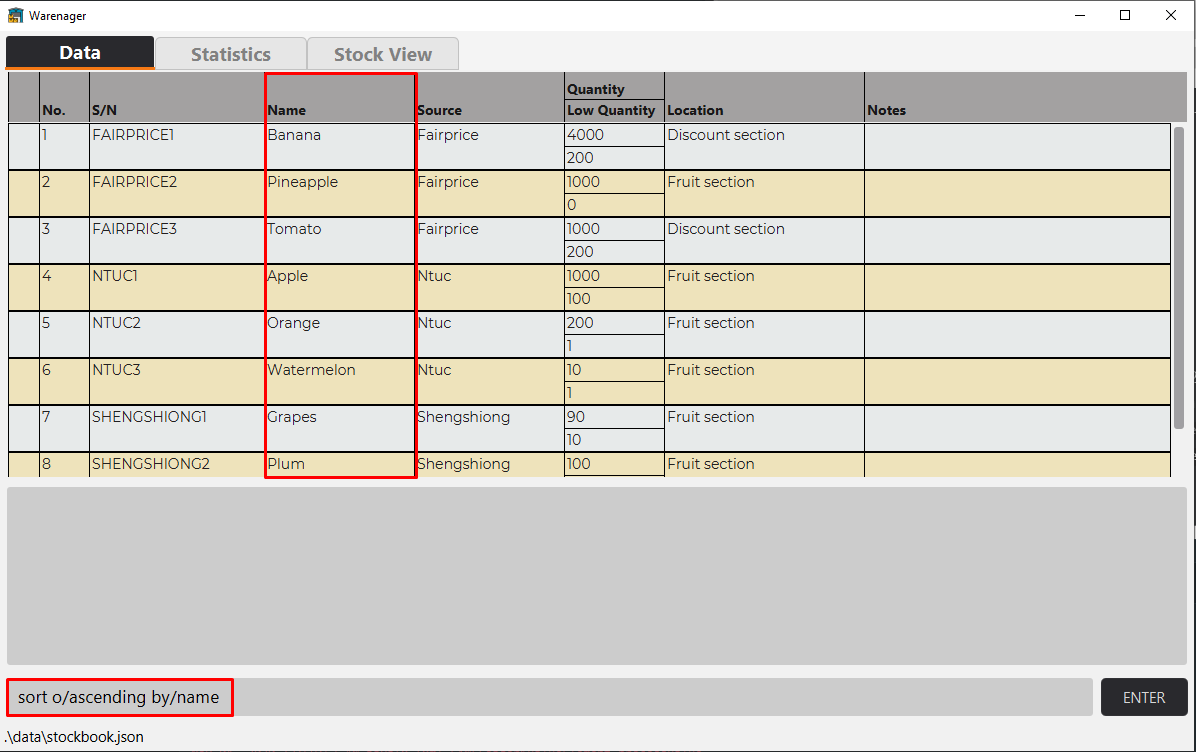 Warenager
Data Statistics Stock View
Quantity
No. S/N Name Source Low Quantity Location Notes
1 FAIRPRICE1 Banana Fairprice 4000 Discount section
200
2 FAIRPRICE2 Pineapple Fairprice 1000 Fruit section
0
3 FAIRPRICE3 Tomato Fairprice 1000 Discount section
200
4 NTUC1 Apple Ntuc 1000 Fruit section
100
5 NTUC2 Orange Ntuc 200 Fruit section
1
6 NTUC3 Watermelon Ntuc 10 Fruit section
1
7 SHENGSHIONG1 Grapes Shengshiong 90 Fruit section
10
8 SHENGSHIONG2 Plum Shengshiong 100 Fruit section
sort o/ascending by/name ENTER
.\data\stockbook.json